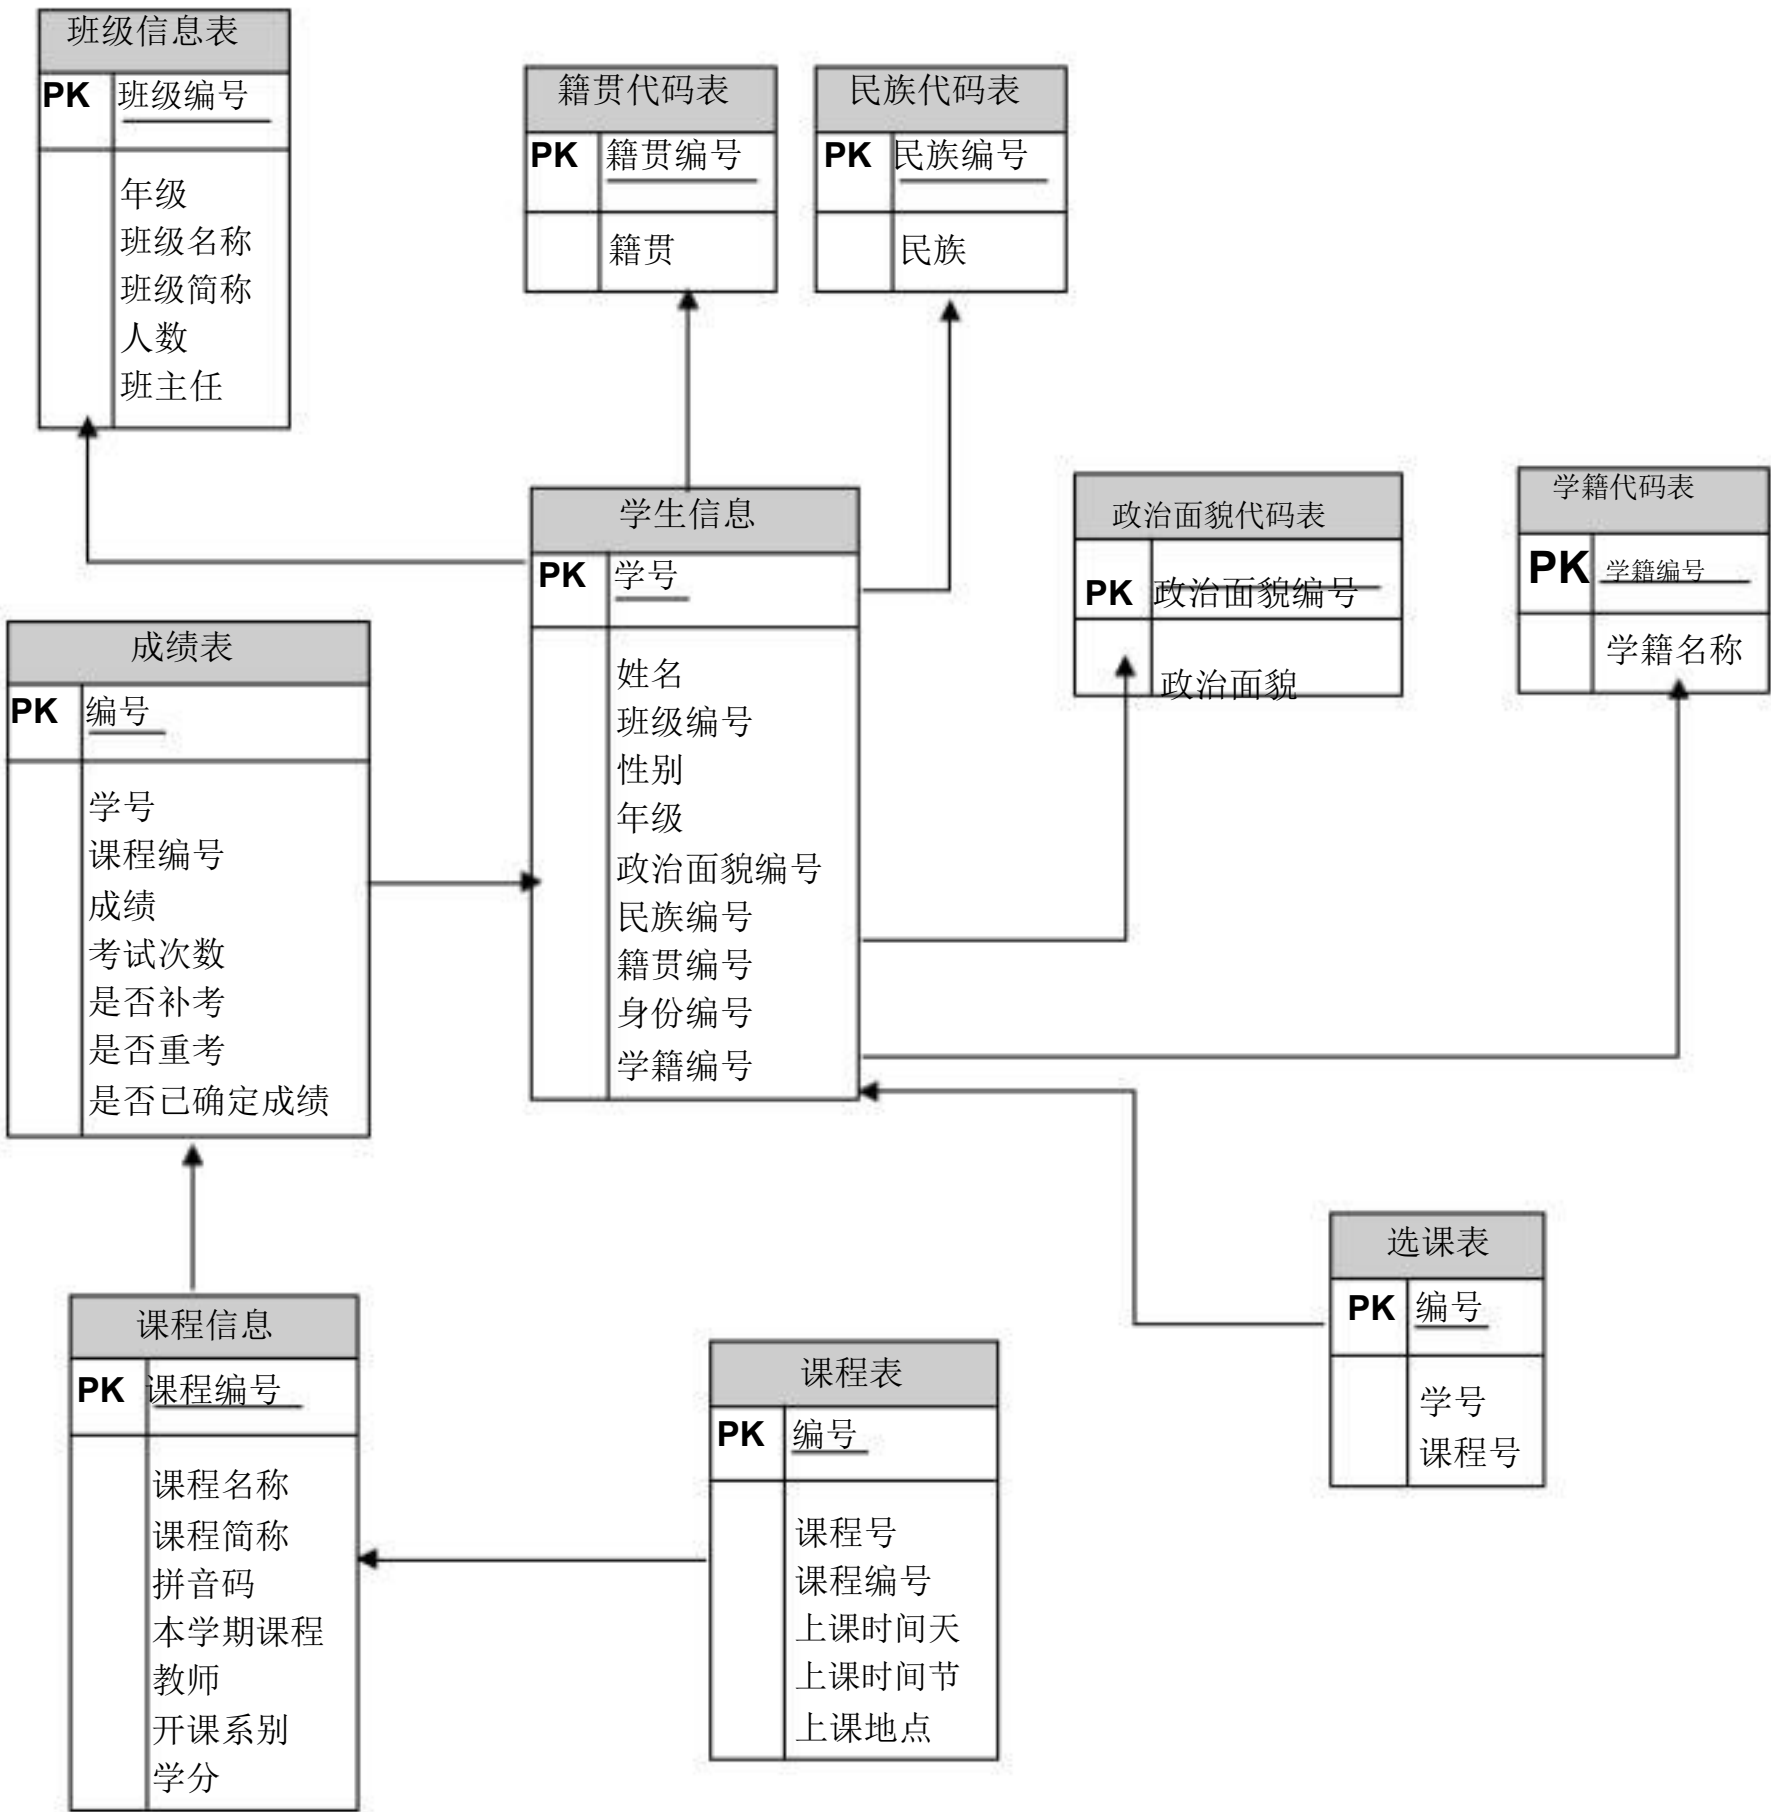 班级信息表
PK 班级编号
年级
班级名称
班级简称
人数
班主任
籍贯代码表
PK 籍贯编号
籍贯
民族代码表
PK 民族编号
民族
学生信息
PK 学号
姓名
班级编号
性别
年级
政治面貌编号
民族编号
籍贯编号
身份编号
学籍编号
政治面貌代码表
PK 政治面貌编号
政治面貌
学籍代码表
PK 学籍编号
学籍名称
成绩表
PK 编号
学号
课程编号
成绩
考试次数
是否补考
是否重考
是否已确定成绩
课程信息
PK 课程编号
课程名称
课程简称
拼音码
本学期课程
教师
开课系别
学分
课程表
PK 编号
课程号
课程编号
上课时间天
上课时间节
上课地点
选课表
PK 编号
学号
课程号